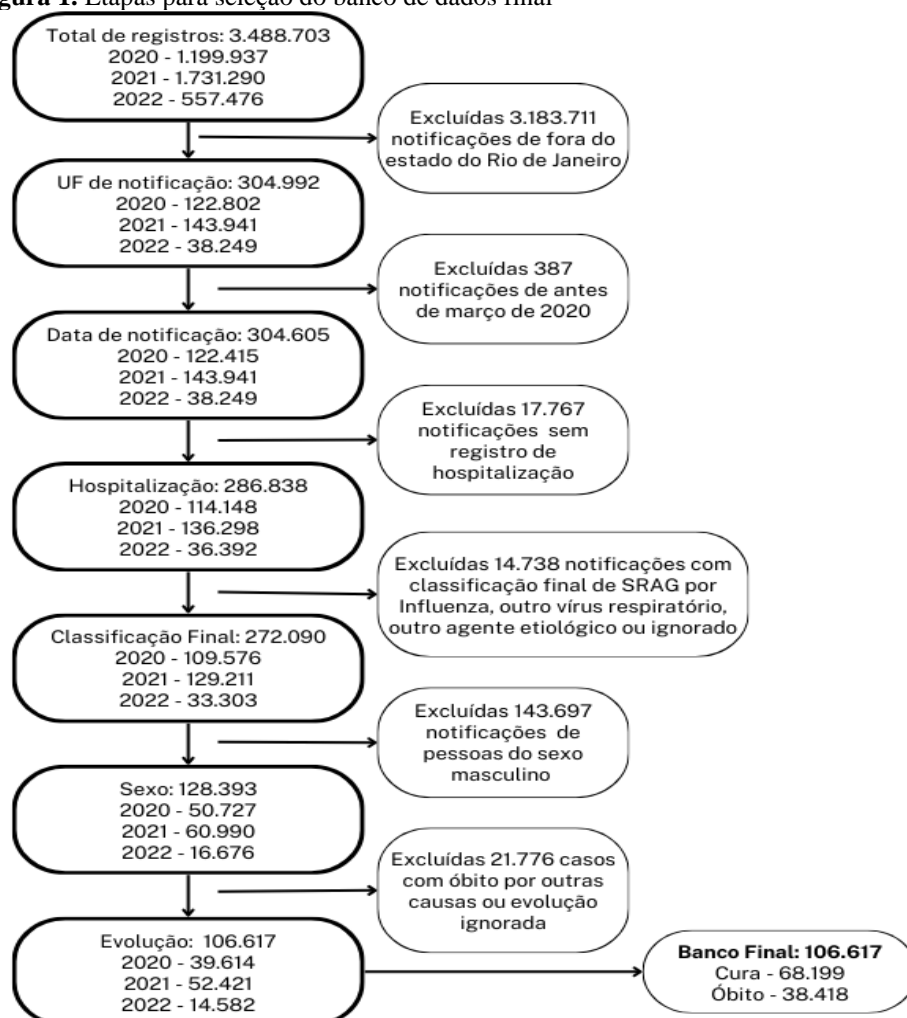 gura 1. Etapas para seleção do banco de dados final
Total de registros: 3.488.703
2020 - 1.199.937
2021 - 1.731.290
2022 - 557.476
Excluídas 3.183.711
notificações de fora do
estado do Rio de Janeiro
UF de notificação: 304.992
2020 - 122.802
2021 - 143.941
2022 - 38.249
Excluídas 387
notificações de antes
de março de 2020
Data de notificação: 304.605
2020 - 122.415
2021 - 143.941
2022 - 38.249
Excluídas 17.767
notificações sem
registro de
hospitalização
Hospitalização: 286.838
2020 - 114.148
2021 - 136.298
2022 - 36.392
Excluídas 14.738 notificações com
classificação final de SRAG por
Influenza, outro vírus respiratório,
outro agente etiológico ou ignorado
Classificação Final: 272.090
2020 - 109.576
2021 - 129.211
2022 - 33.303
Excluídas 143.697
notificações de
pessoas do sexo
masculino
Sexo: 128.393
2020 - 50.727
2021 - 60.990
2022 - 16.676
Excluídas 21.776 casos
com óbito por outras
causas ou evolução
ignorada
Evolução: 106.617
2020 - 39.614
2021 - 52.421
2022 - 14.582
Banco Final: 106.617
Cura - 68.199
Óbito - 38.418